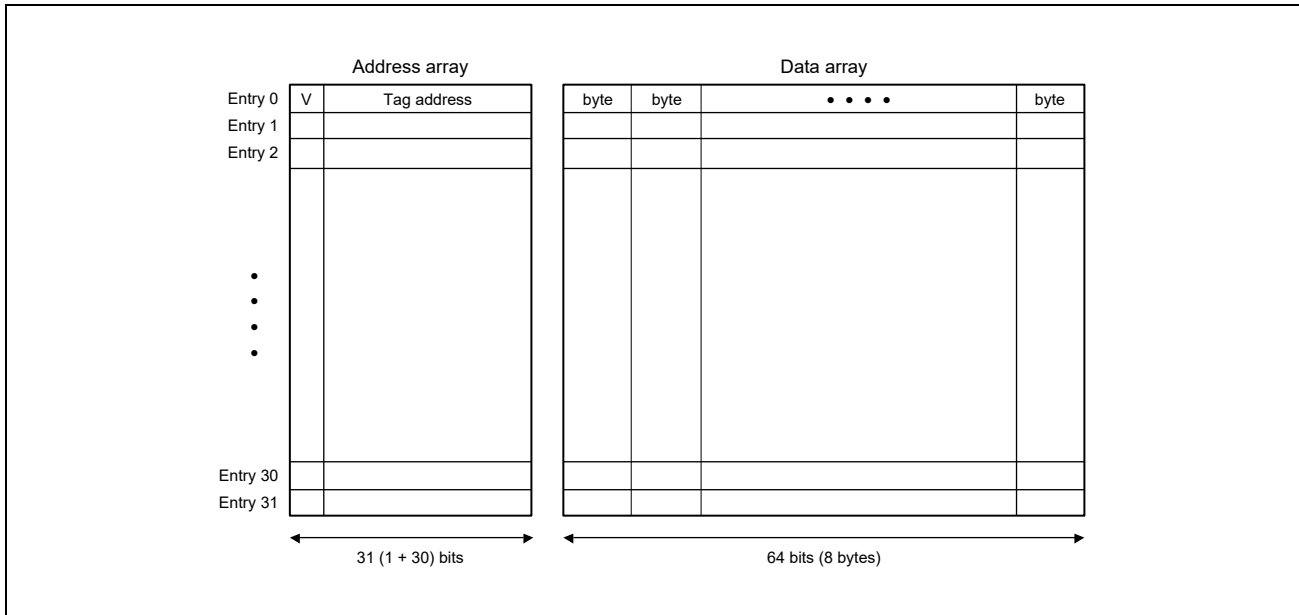 Address array Data array
Entry 0 V Tag address byte byte • • • • byte
Entry 1
Entry 2
Entry 30
Entry 31
31 (1 + 30) bits 64 bits (8 bytes)